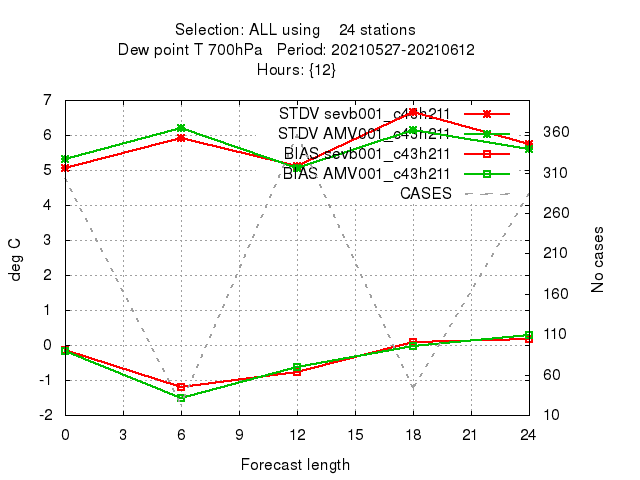 Selection: ALL using    24 stations
Dew point T 700hPa   Period: 20210527-20210612
Hours: {12}
STDV sevb001_c43h211
STDV AMV001_c43h211
BIAS sevb001_c43h211
BIAS AMV001_c43h211
CASES
7
6
5
4
3
2
1
0
-1
-2
deg C
360
310
260
210
160
110
60
10
No cases
0 3 6 9 12 15 18 21 24
Forecast length